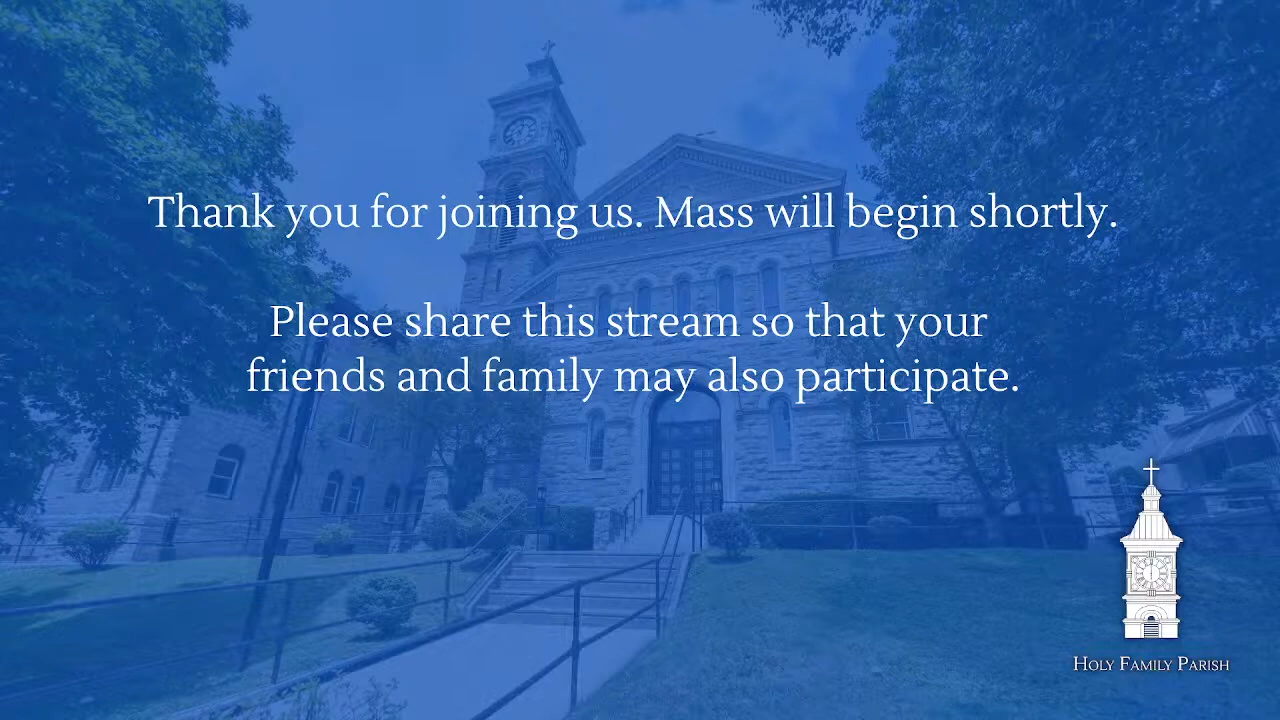 Thank you for joining us. Mass will begin shortly.
Please share this stream so that your
friends and family may also participate.
Holy Family Parish